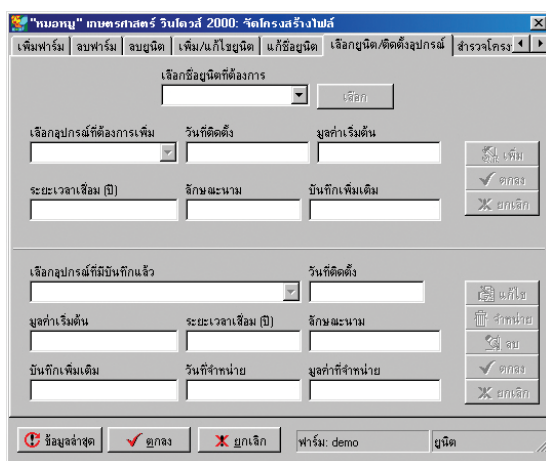 "หมอหมู" เกษตรศาสตร์ วินโดวส์ 2000: จัดโครงสร้างไฟล์
เพิ่มฟาร์ม ลบฟาร์ม ลบยูนิต เพิ่ม/แก้ไขยูนิต แก้ชื่อยูนิต เลือกยูนิต/ติดตั้งอุปกรณ์ สำรวจโครง
เลือกชื่อยูนิตที่ต้องการ
เลือก
เลือกอุปกรณ์ที่ต้องการเพิ่ม วันที่ติดตั้ง มูลค่าเริ่มต้น
เพิ่ม
ตกลง
ระยะเวลาเสื่อม (ปี) ลักษณะนาม บันทึกเพิ่มเติม
ยกเลิก
เลือกอุปกรณ์ที่มีบันทึกแล้ว วันที่ติดตั้ง
แก้ไข
มูลค่าเริ่มต้น ระยะเวลาเสื่อม (ปี) ลักษณะนาม
จำหน่าย
ลบ
บันทึกเพิ่มเติม วันที่จำหน่าย มูลค่าที่จำหน่าย
ตกลง
ยกเลิก
ข้อมูลล่าสุด ตกลง ยกเลิก ฟาร์ม: demo ยูนิต